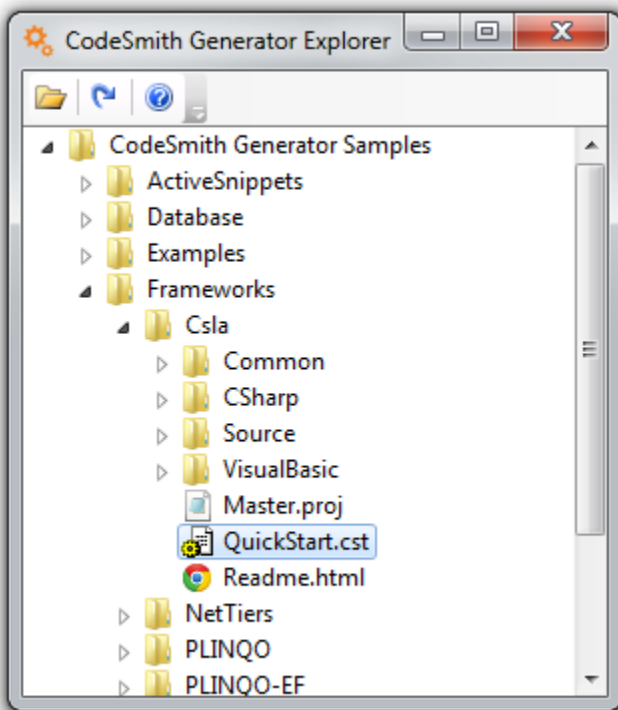 CodeSmith Generator Explorer
CodeSmith Generator Samples
ActiveSnippets
Database
Examples
Frameworks
Csla
Common
CSharp
Source
VisualBasic
Master.proj
QuickStart.cst
Readme.html
NetTiers
PLINQO
PLINQO-EF